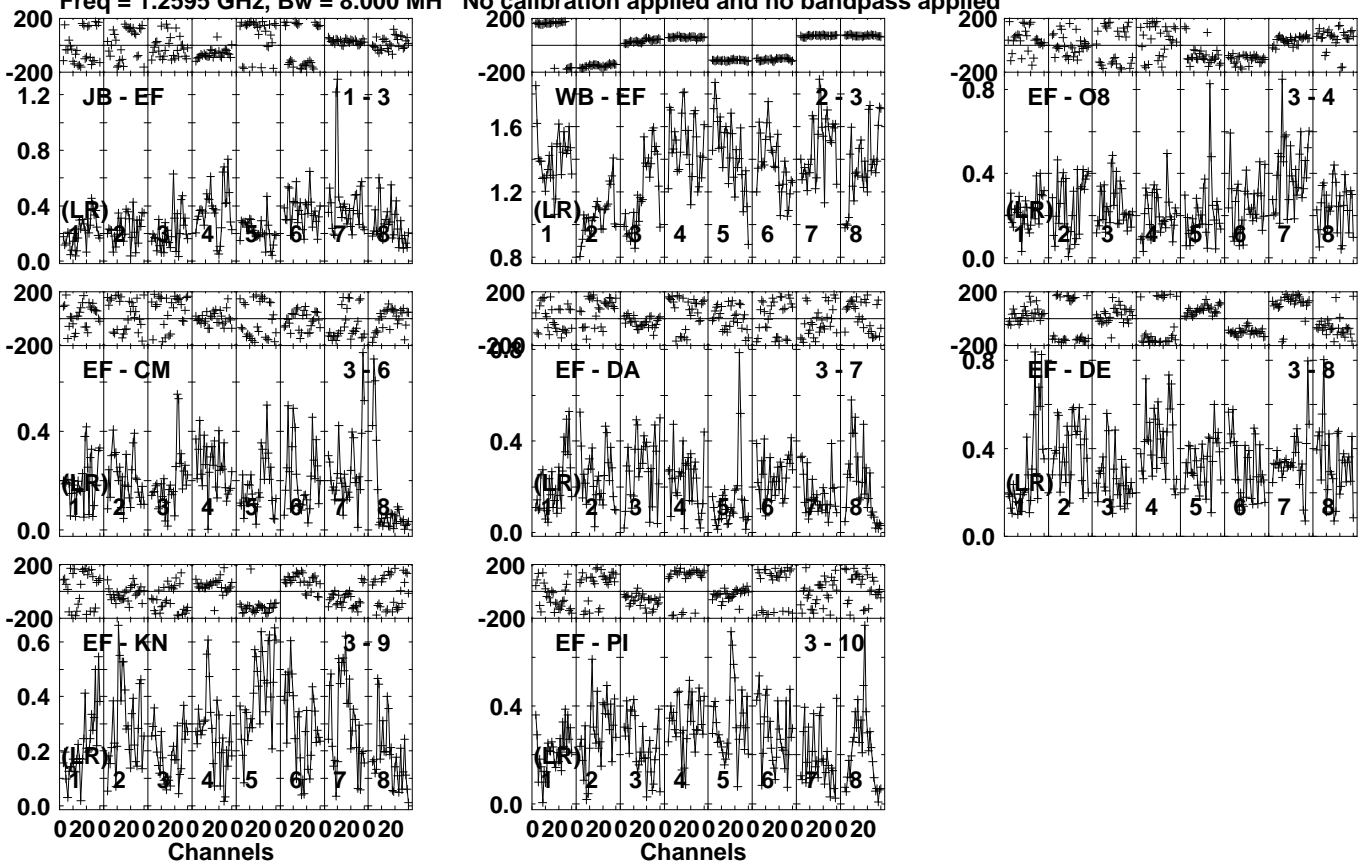 Freq = 1.2595 GHz, Bw = 8.000 MH No calibration applied and no bandpass applied
200
-200
JB - EF 1 - 3
1.2
0.8
0.4
0.0
(LR)
1 2 3 4 5 6 7 8
200
-200
WB - EF 2 - 3
1.6
1.2
0.8
(LR)
1 2 3 4 5 6 7 8
200
-200
EF - O8 3 - 4
0.8
0.4
0.0
(LR)
1 2 3 4 5 6 7 8
200
-200
EF - CM 3 - 6
0.4
0.0
(LR)
1 2 3 4 5 6 7 8
200
-200
0.8
EF - DA 3 - 7
0.4
0.0
(LR)
1 2 3 4 5 6 7 8
200
-200
EF - DE 3 - 8
0.8
0.4
0.0
(LR)
1 2 3 4 5 6 7 8
200
-200
EF - KN 3 - 9
0.6
0.4
0.2
0.0
(LR)
1 2 3 4 5 6 7 8
0 20 0 20 0 20 0 20 0 20 0 20 0 20 0 20
Channels
200
-200
EF - PI 3 - 10
0.4
0.0
(LR)
1 2 3 4 5 6 7 8
0 20 0 20 0 20 0 20 0 20 0 20 0 20 0 20
Channels